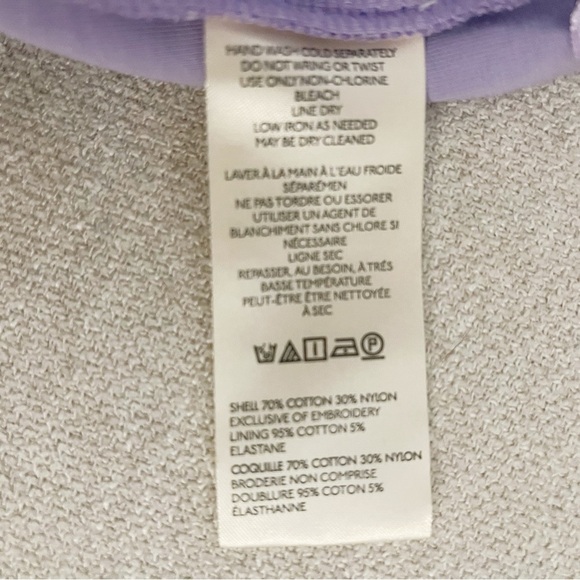 HAND WASH COLD SEPARATELY
DO NOT WRING OR TWIST
USE ONLY NON-CHLORINE
BLEACH
LINE DRY
LOW IRON AS NEEDED
MAY BE DRY CLEANED
LAVER À LA MAIN À L'EAU FROIDE
SÉPARÉMEN
NE PAS TORDRE OU ESSORER
UTILISER UN AGENT DE
BLANCHIMENT SANS CHLORE SI
NÉCESSAIRE
LIGNE SEC
REPASSER, AU BESOIN, À TRÈS
BASSE TEMPÉRATURE
PEUT-ÊTRE ÊTRE NETTOYÉE
À SEC
P
SHELL 70% COTTON 30% NYLON
EXCLUSIVE OF EMBROIDERY
LINING 95% COTTON 5%
ELASTANE
COQUILLE 70% COTTON 30% NYLON
BRODERIE NON COMPRISE
DOUBLURE 95% COTON 5%
ÉLASTHANNE